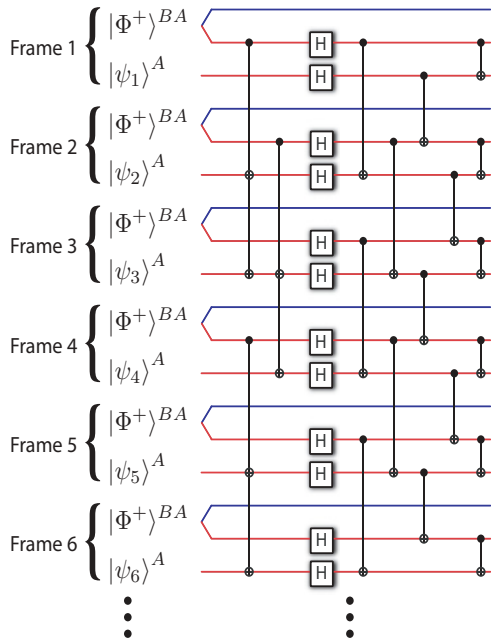 Frame 1
|Φ⁺⟩ᴮᴬ
|ψ₁⟩ᴬ
H
H
Frame 2
|Φ⁺⟩ᴮᴬ
|ψ₂⟩ᴬ
H
H
Frame 3
|Φ⁺⟩ᴮᴬ
|ψ₃⟩ᴬ
H
H
Frame 4
|Φ⁺⟩ᴮᴬ
|ψ₄⟩ᴬ
H
H
Frame 5
|Φ⁺⟩ᴮᴬ
|ψ₅⟩ᴬ
H
H
Frame 6
|Φ⁺⟩ᴮᴬ
|ψ₆⟩ᴬ
H
H